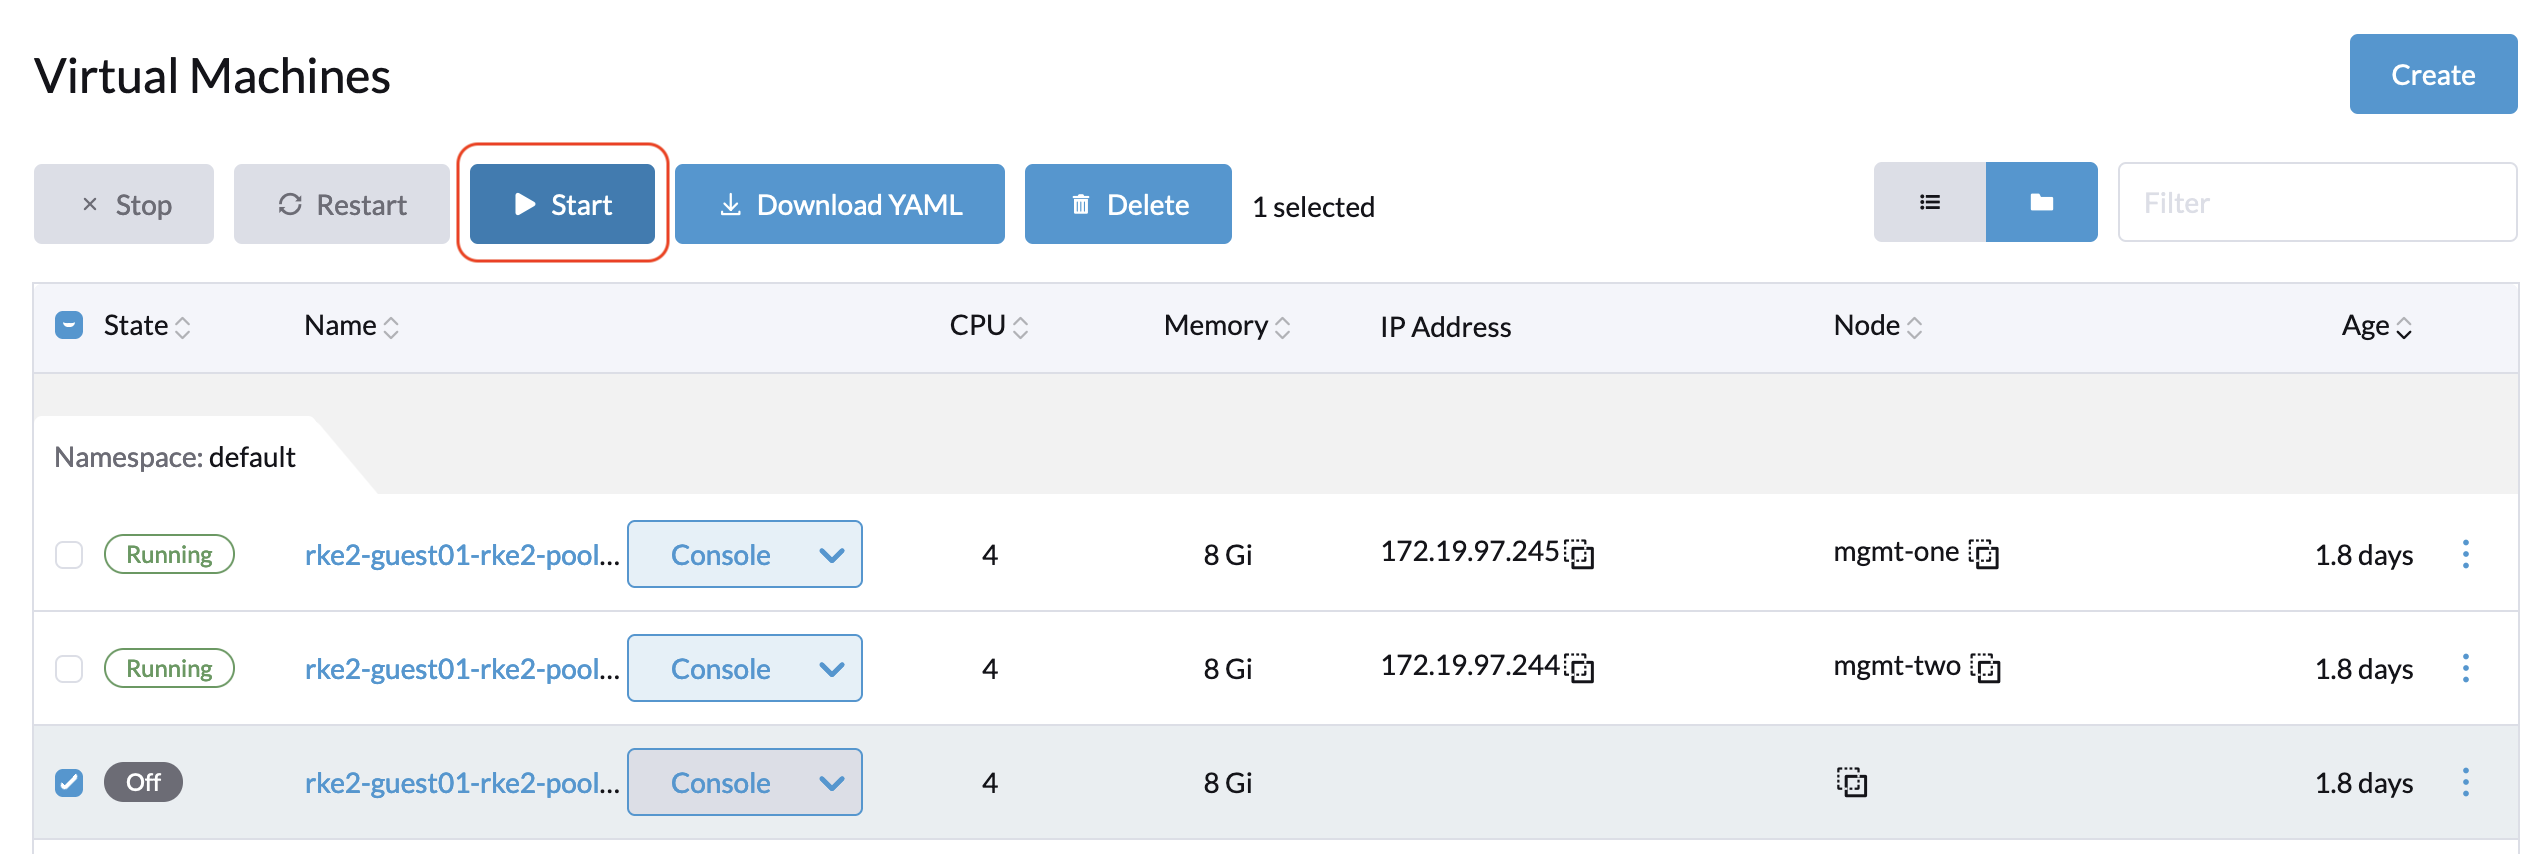 Virtual Machines
Create
Stop Restart Start Download YAML Delete 1 selected Filter
State Name CPU Memory IP Address Node Age
Namespace: default
Running rke2-guest01-rke2-pool... Console 4 8 Gi 172.19.97.245 mgmt-one 1.8 days
Running rke2-guest01-rke2-pool... Console 4 8 Gi 172.19.97.244 mgmt-two 1.8 days
Off rke2-guest01-rke2-pool... Console 4 8 Gi 1.8 days